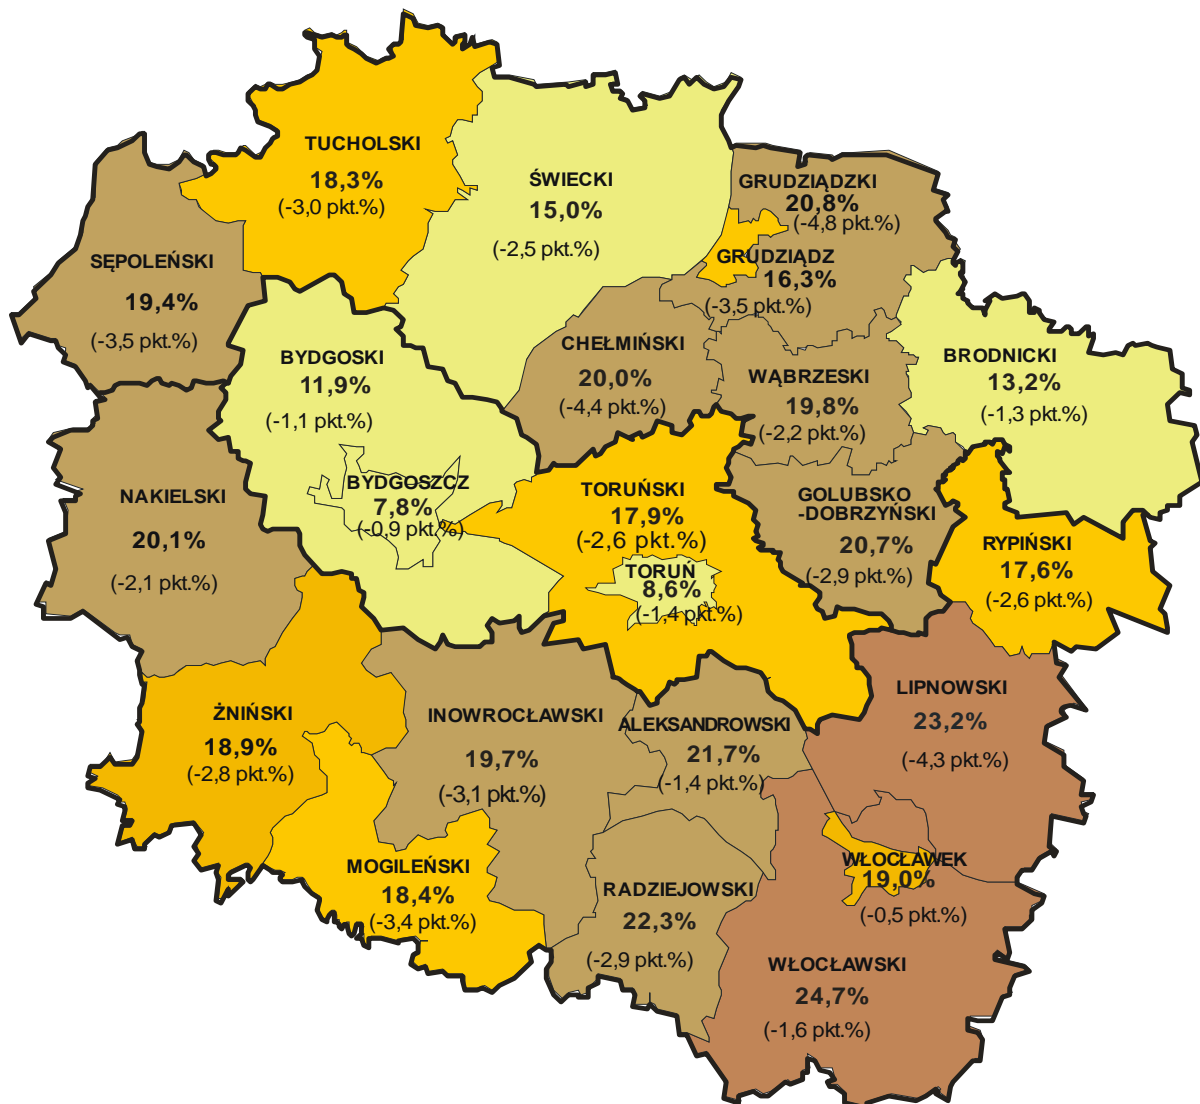 TUCHOLSKI
18,3%
(-3,0 pkt.%)
ŚWIECKI
15,0%
(-2,5 pkt.%)
GRUDZIĄDZKI
20,8%
(-4,8 pkt.%)
GRUDZIĄDZ
16,3%
(-3,5 pkt.%)
SĘPOLEŃSKI
19,4%
(-3,5 pkt.%)
BYDGOSKI
11,9%
(-1,1 pkt.%)
CHEŁMIŃSKI
20,0%
(-4,4 pkt.%)
WĄBRZESKI
19,8%
(-2,2 pkt.%)
BRODNICKI
13,2%
(-1,3 pkt.%)
NAKIELSKI
20,1%
(-2,1 pkt.%)
BYDGOSZCZ
7,8%
(-0,9 pkt.%)
TORUŃSKI
17,9%
(-2,6 pkt.%)
TORUŃ
8,6%
(-1,4 pkt.%)
GOLUBSKO
-DOBRZYŃSKI
20,7%
(-2,9 pkt.%)
RYPIŃSKI
17,6%
(-2,6 pkt.%)
ŻNIŃSKI
18,9%
(-2,8 pkt.%)
INOWROCŁAWSKI
19,7%
(-3,1 pkt.%)
ALEKSANDROWSKI
21,7%
(-1,4 pkt.%)
LIPNOWSKI
23,2%
(-4,3 pkt.%)
MOGILEŃSKI
18,4%
(-3,4 pkt.%)
RADZIEJOWSKI
22,3%
(-2,9 pkt.%)
WŁOCŁAWEK
19,0%
(-0,5 pkt.%)
WŁOCŁAWSKI
24,7%
(-1,6 pkt.%)